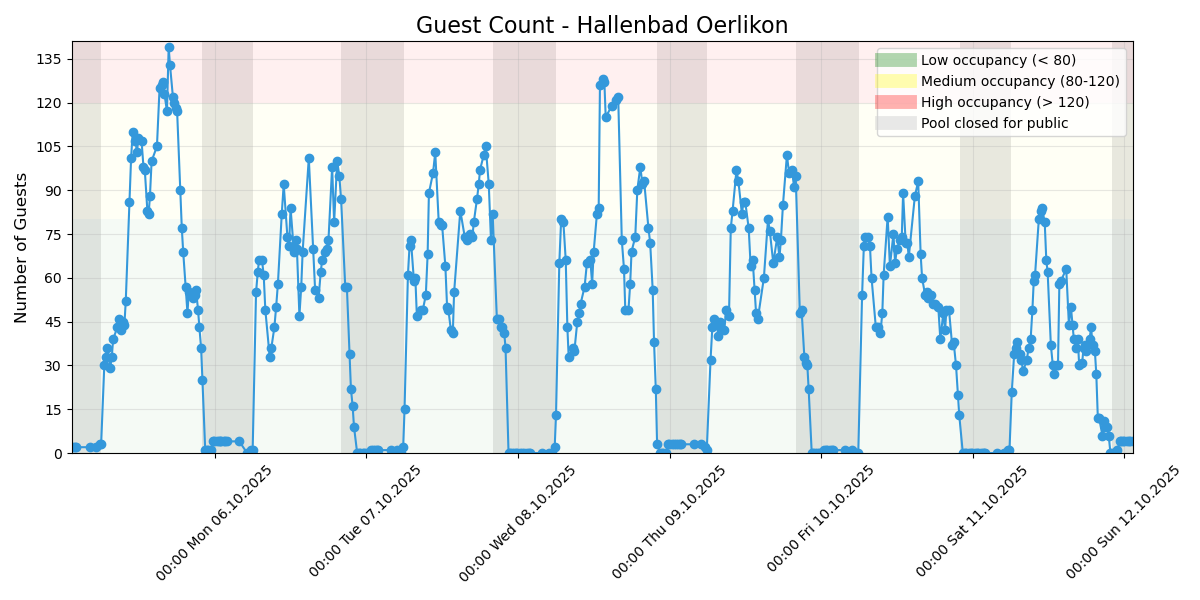 Guest Count - Hallenbad Oerlikon
Number of Guests
135
120
105
90
75
60
45
30
15
0
Low occupancy (< 80)
Medium occupancy (80-120)
High occupancy (> 120)
Pool closed for public
00:00 Mon 06.10.2025
00:00 Tue 07.10.2025
00:00 Wed 08.10.2025
00:00 Thu 09.10.2025
00:00 Fri 10.10.2025
00:00 Sat 11.10.2025
00:00 Sun 12.10.2025